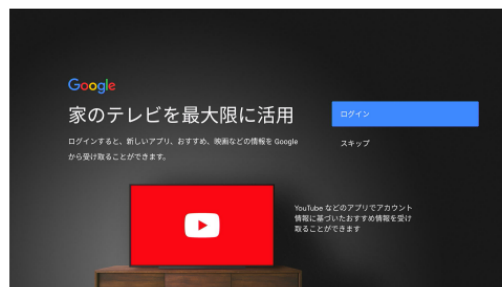 Google
家のテレビを最大限に活用
ログインすると、新しいアプリ、おすすめ、映画などの情報を Google
から受け取ることができます。
ログイン
スキップ
YouTube などのアプリでアカウント
情報に基づいたおすすめ情報を受け
取ることができます